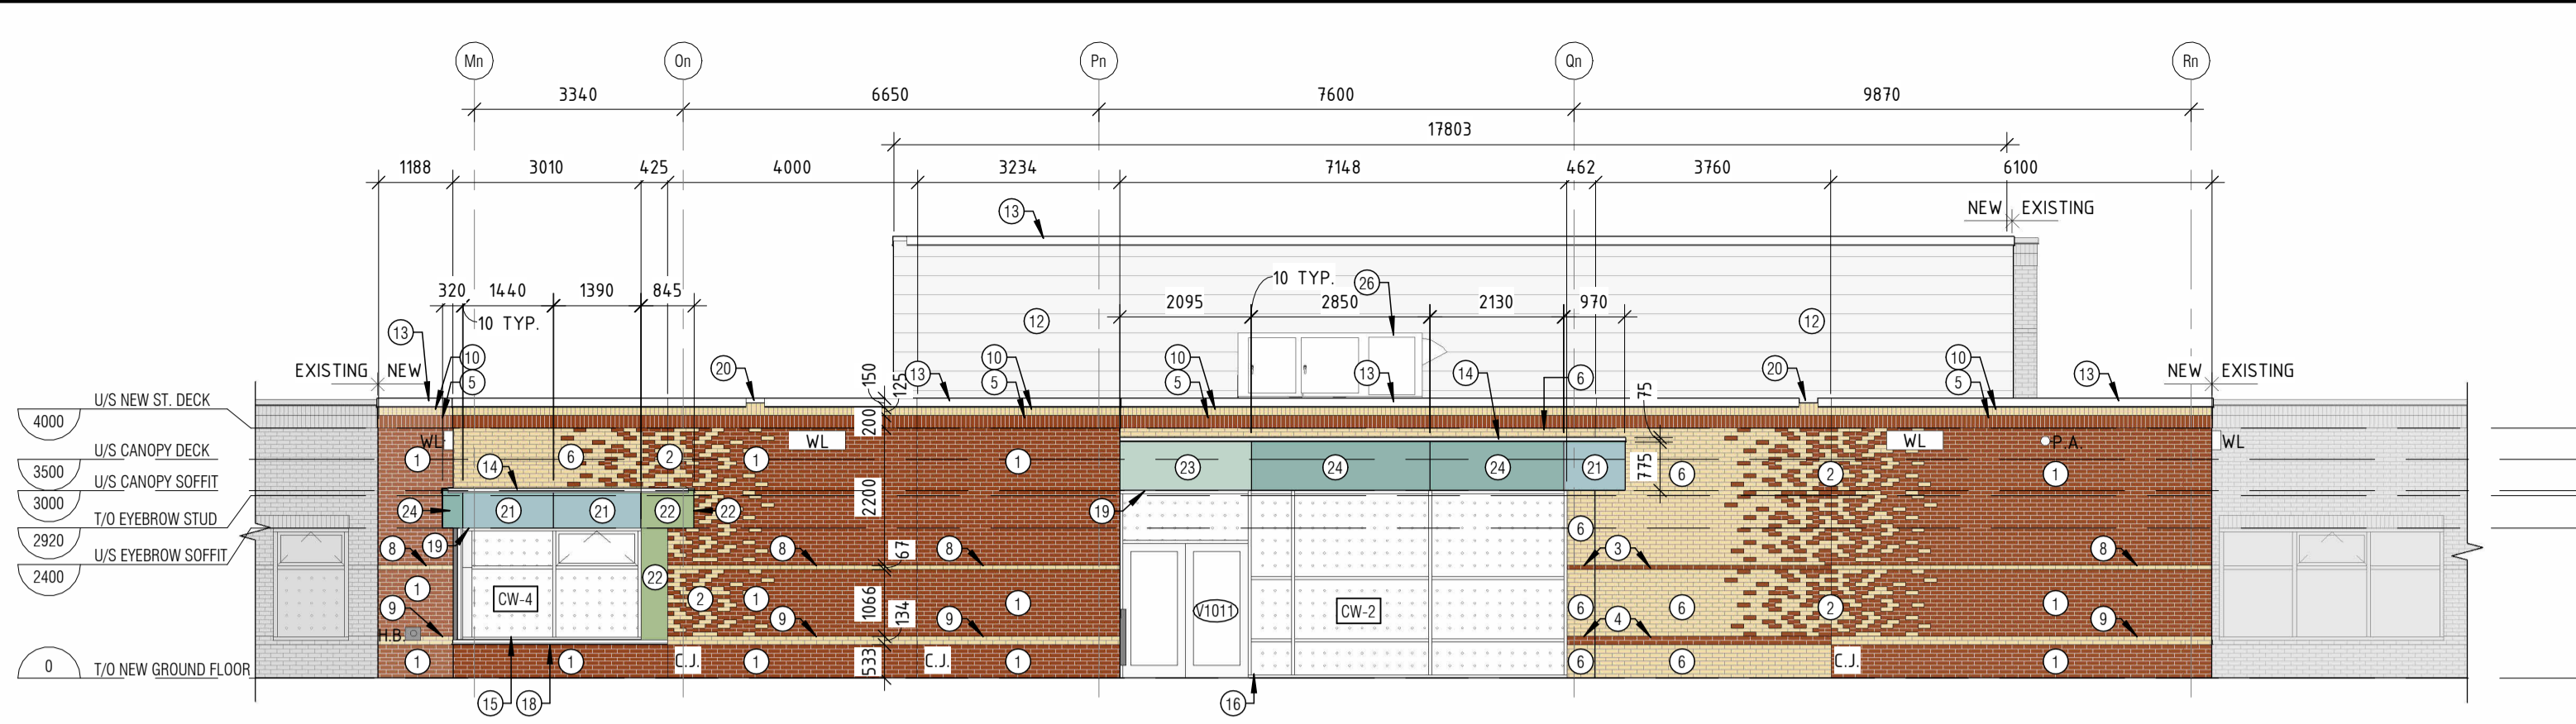 Mn On Pn Qn Rn
3340 6650 7600 9870
17803
1188 3010 425 4000 3234 7148 462 3760 6100
13
NEW EXISTING
10 TYP. 26
320 1440 1390 845
2095 2850 2130 970
10 TYP.
12 12
13
10 10 10 10
EXISTING NEW
20 150 125 13 13 14 6 75 20 13
NEW EXISTING
5 5 5 5
U/S NEW ST. DECK
4000
200
WL WL WL P.A. WL
U/S CANOPY DECK
3500
1 14 6 2 1 1 23 24 24 21 775 6 2 1
U/S CANOPY SOFFIT
3000
2200
24 21 21 22 22 19
T/O EYEBROW STUD
2920
6
19
8 8 67 8 3 8
U/S EYEBROW SOFFIT
2400
22
1 CW-4 2 1 1066 1 V1011 CW-2 6 6 2 1
9 9 134 9 4 9
H.B.
0
T/O NEW GROUND FLOOR
1 1 C.J. 1 533 C.J. 1 6 6 C.J. 1
15 18 16